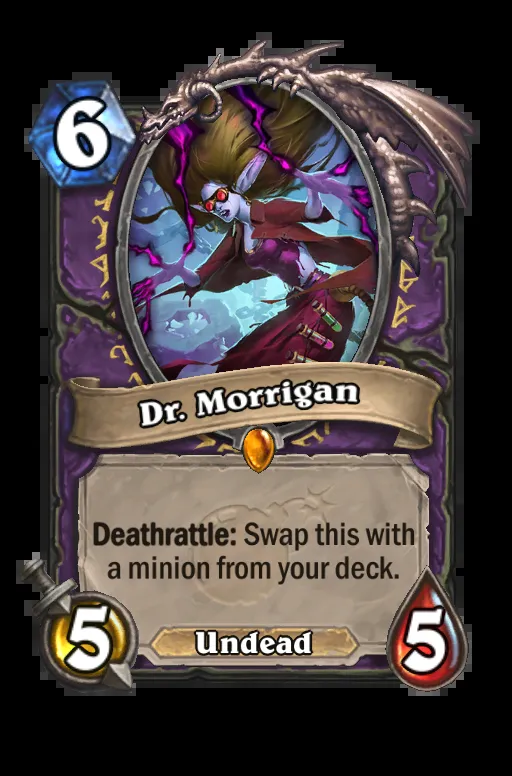 6
Dr. Morrigan
Deathrattle: Swap this with
a minion from your deck.
5
Undead
5